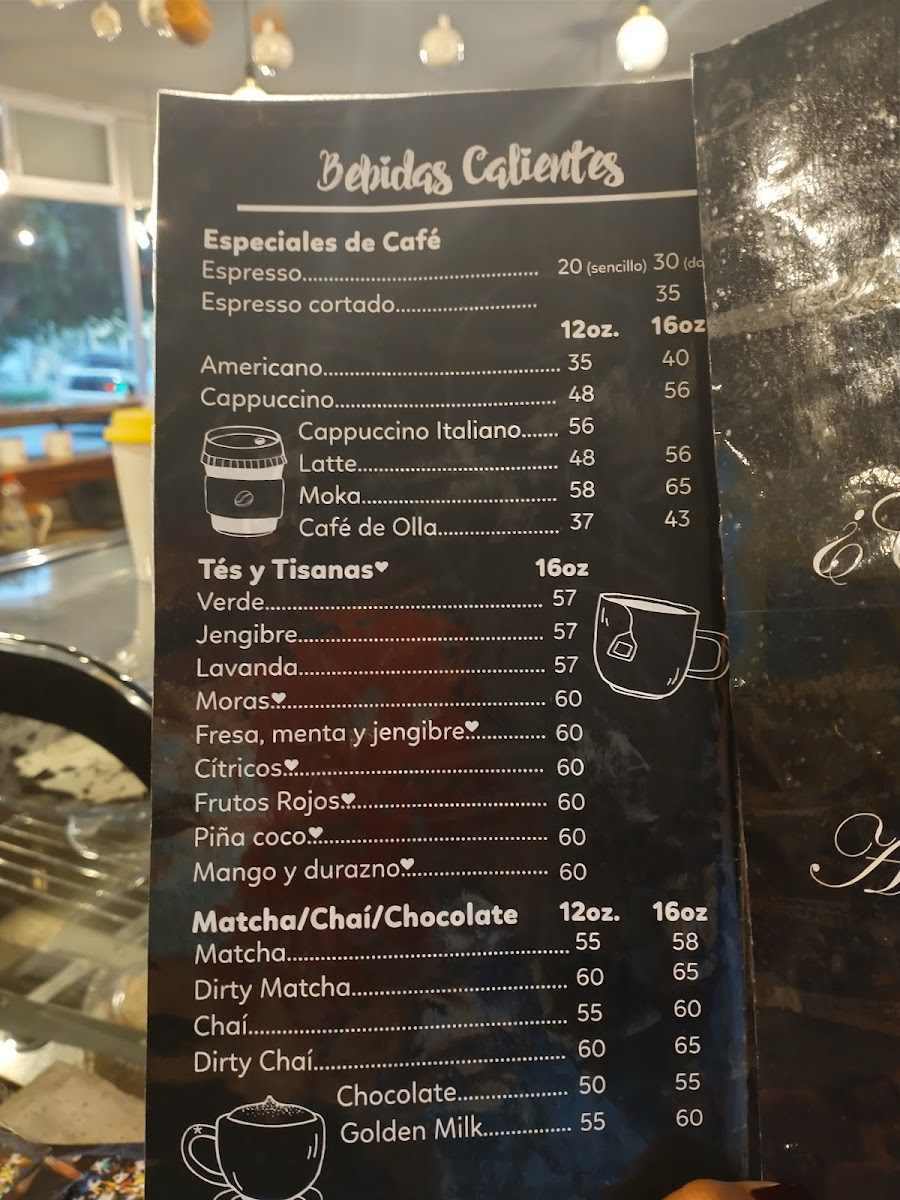 Bebidas Calientes
Especiales de Café
Espresso........................................ 20 (sencillo) 30
Espresso cortado........................ 35
12oz. 16oz
Americano........................................ 35 40
Cappuccino..................................... 48 56
Cappuccino Italiano....... 56
Latte.................................... 48 56
Moka................................... 58 65
Café de Olla...................... 37 43
Tés y Tisanas♥ 16oz
Verde.............................................. 57
Jengibre........................................ 57
Lavanda........................................ 57
Moras♥.......................................... 60
Fresa, menta y jengibre♥............ 60
Cítricos♥........................................ 60
Frutos Rojos♥................................ 60
Piña coco♥..................................... 60
Mango y durazno♥....................... 60
Matcha/Chaí/Chocolate 12oz. 16oz
Matcha.............................................. 55 58
Dirty Matcha................................... 60 65
Chaí.................................................... 55 60
Dirty Chaí......................................... 60 65
Chocolate.................. 50 55
Golden Milk.............. 55 60